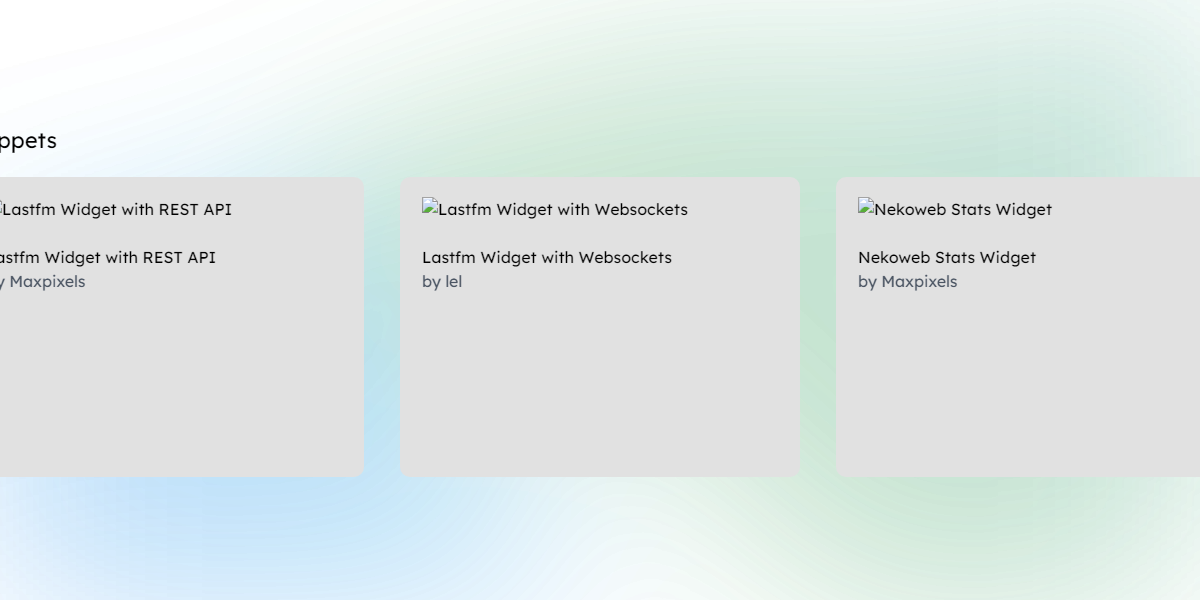 ppets
Lastfm Widget with REST API
Lastfm Widget with Websockets
Nekoweb Stats Widget
astfm Widget with REST API
y Maxpixels
Lastfm Widget with Websockets
by lel
Nekoweb Stats Widget
by Maxpixels